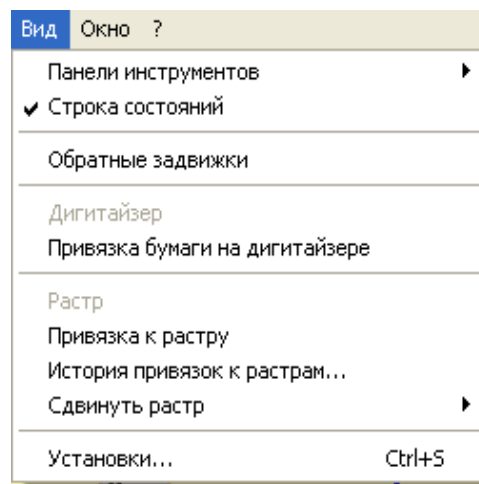 Вид Окно ?
Панели инструментов
Строка состояний
Обратные задвижки
Дигитайзер
Привязка бумаги на дигитайзере
Растр
Привязка к растру
История привязок к растрам...
Сдвинуть растр
Установки... Ctrl+S